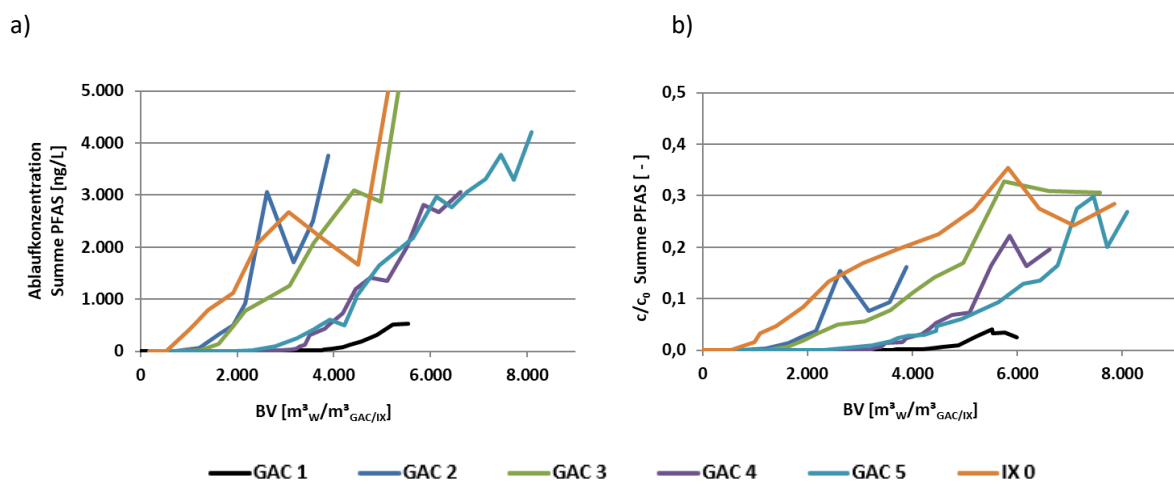 a)
b)
Ablaufkonzentration
Summe PFAS [ng/L]
5.000
4.000
3.000
2.000
1.000
0
0
2.000
4.000
6.000
8.000
BV [m³W/m³GAC/IX]
c/c₀ Summe PFAS [ - ]
0,5
0,4
0,3
0,2
0,1
0,0
0
2.000
4.000
6.000
8.000
BV [m³W/m³GAC/IX]
GAC 1 GAC 2 GAC 3 GAC 4 GAC 5 IX 0